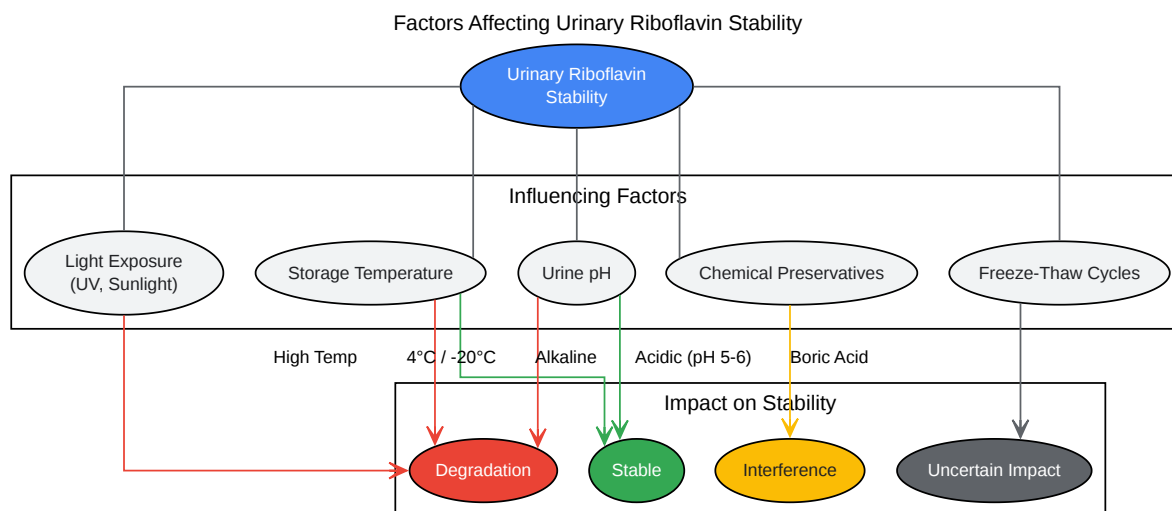 Factors Affecting Urinary Riboflavin Stability
Urinary Riboflavin
Stability
Influencing Factors
Light Exposure
(UV, Sunlight)
Storage Temperature
Urine pH
Chemical Preservatives
Freeze-Thaw Cycles
High Temp
4°C / -20°C
Alkaline
Acidic (pH 5-6)
Boric Acid
Impact on Stability
Degradation
Stable
Interference
Uncertain Impact